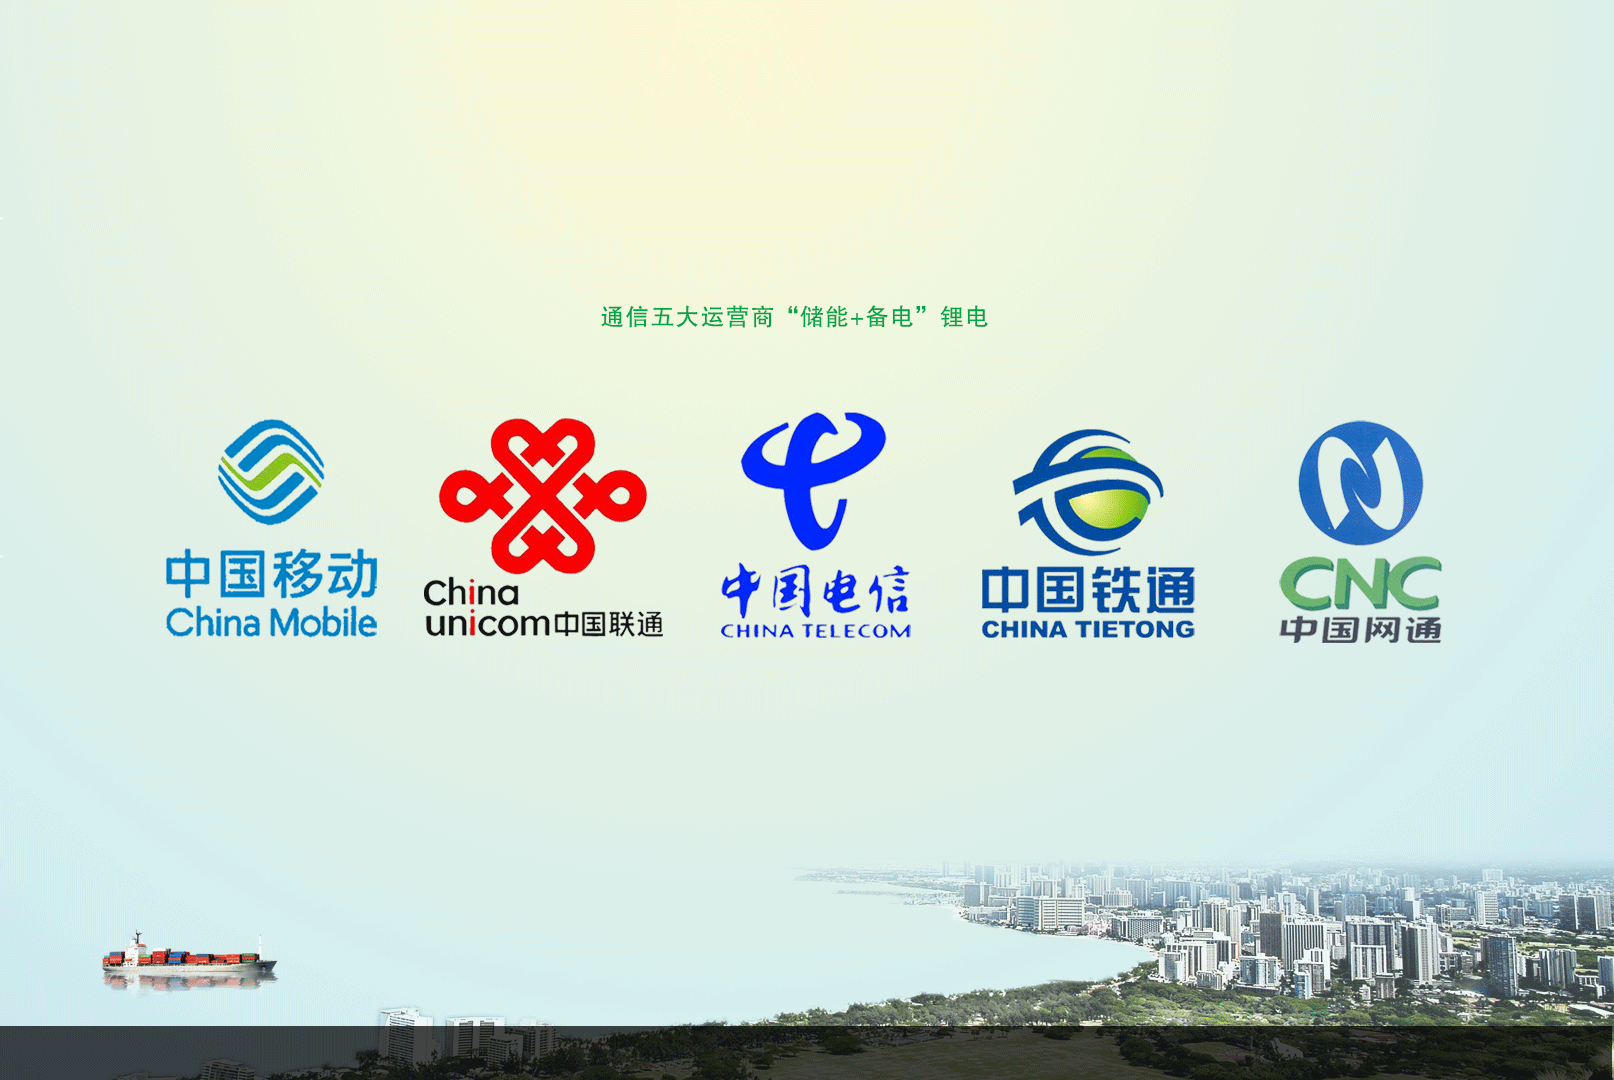 通信五大运营商“储能+备电”锂电
中国移动
China Mobile
China
unicom中国联通
中国电信
CHINA TELECOM
中国铁通
CHINA TIETONG
CNC
中国网通